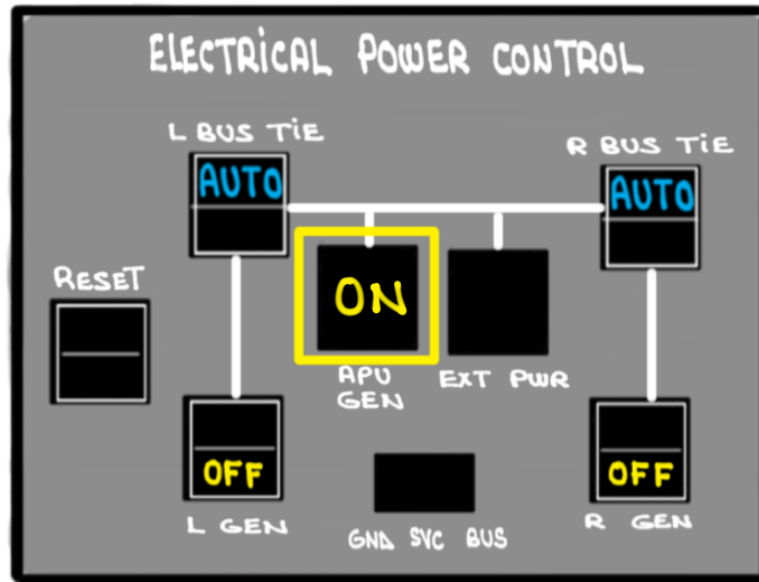 ELECTRICAL POWER CONTROL
L BUS TIE
R BUS TIE
AUTO
AUTO
RESET
ON
APU
GEN
EXT PWR
OFF
OFF
L GEN
R GEN
GND SVC BUS